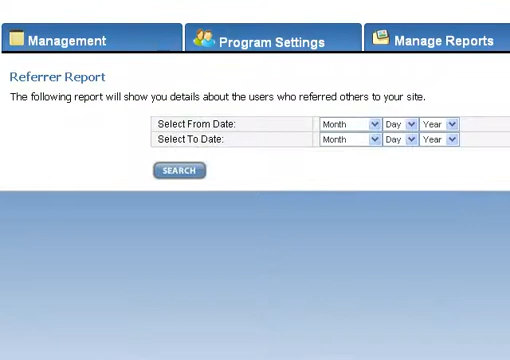 Management Program Settings Manage Reports
Referrer Report
The following report will show you details about the users who referred others to your site.
Select From Date: Month Day Year
Select To Date: Month Day Year
SEARCH